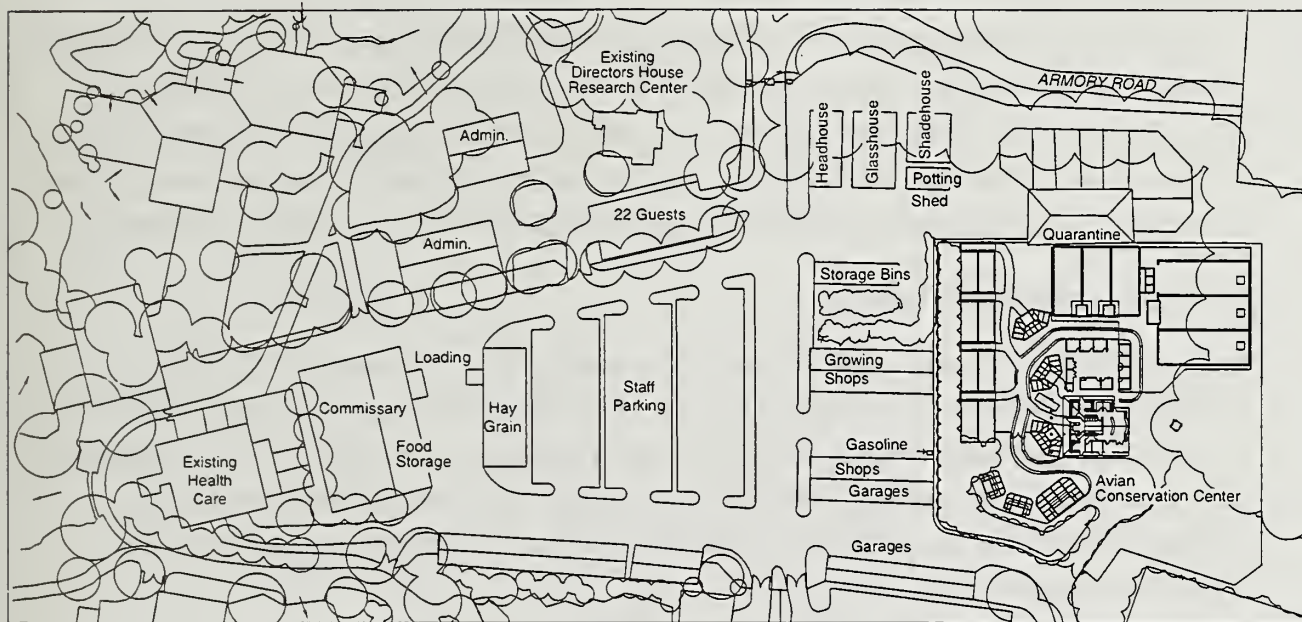 Existing
Directors House
Research Center
ARMORY ROAD
Admin.
Headhouse
Glasshouse
Shadehouse
Potting
Shed
22 Guests
Admin.
Quarantine
Storage Bins
Loading
Growing
Shops
Commissary
Hay
Grain
Staff
Parking
Food
Storage
Gasoline
Shops
Garages
Existing
Health
Care
Avian
Conservation Center
Garages